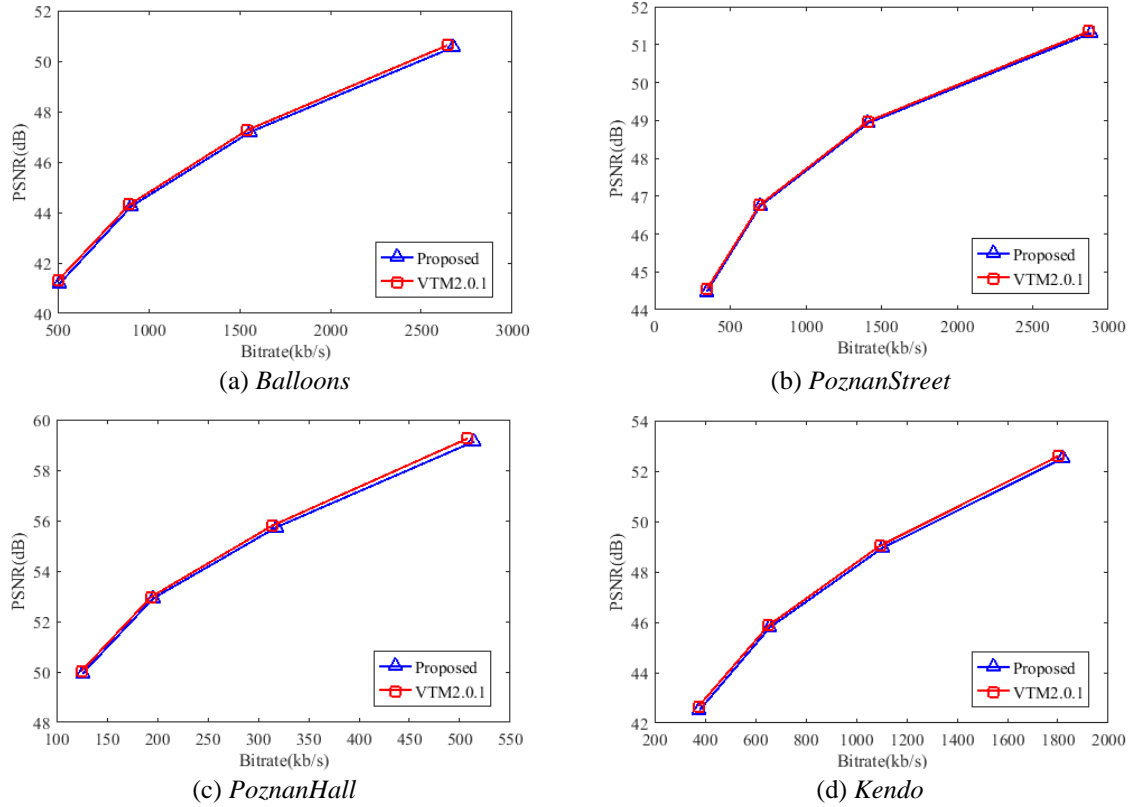 52
50
48
46
44
42
40
PSNR(dB)
Proposed
VTM2.0.1
500 1000 1500 2000 2500 3000
Bitrate(kb/s)
(a) Balloons
52
51
50
49
48
47
46
45
44
PSNR(dB)
Proposed
VTM2.0.1
0 500 1000 1500 2000 2500 3000
Bitrate(kb/s)
(b) PoznanStreet
60
58
56
53
50
48
PSNR(dB)
Proposed
VTM2.0.1
100 150 200 250 300 350 400 450 500 550
Bitrate(kb/s)
(c) PoznanHall
54
50
48
46
44
42
PSNR(dB)
Proposed
VTM2.0.1
200 400 600 800 1000 1200 1400 1600 1800 2000
Bitrate(kb/s)
(d) Kendo